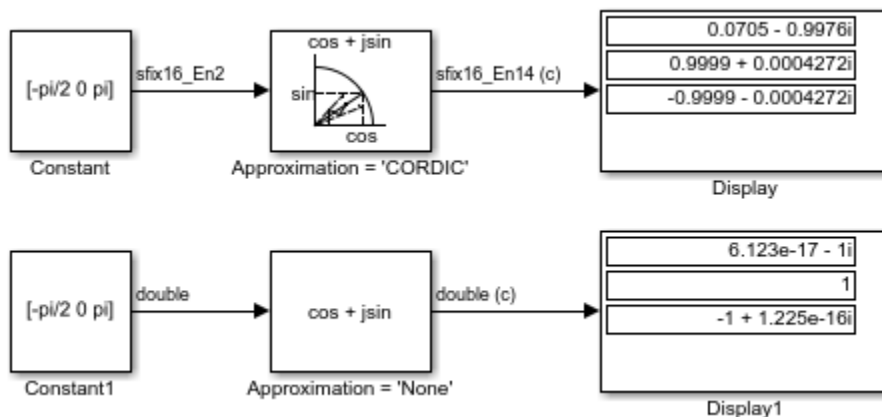 cos + jsin
0.0705 - 0.9976i
[-pi/2 0 pi]
sfix16_En2
sin
cos
sfix16_En14 (c)
0.9999 + 0.0004272i
-0.9999 - 0.0004272i
Constant
Approximation = 'CORDIC'
Display
[-pi/2 0 pi]
double
cos + jsin
double (c)
6.123e-17 - 1i
1
-1 + 1.225e-16i
Constant1
Approximation = 'None'
Display1